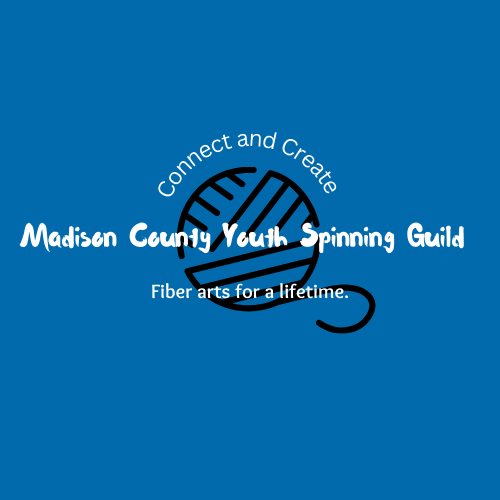 Connect and Create
Madison County Youth Spinning Guild
Fiber arts for a lifetime.